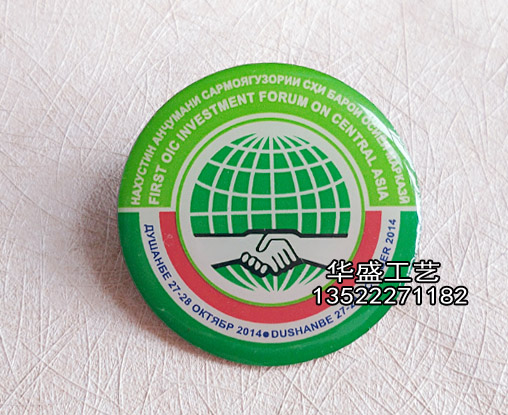 НАХУСТИН АНҶУМАНИ САРМОЯГУЗОРИИ СҲИ БАРОИ ОСИЁИ МАРКАЗӢ
FIRST OIC INVESTMENT FORUM ON CENTRAL ASIA
ДУШАНБЕ 27-28 ОКТЯБР 2014 ● DUSHANBE 27- 2014
华盛工艺
13522271182